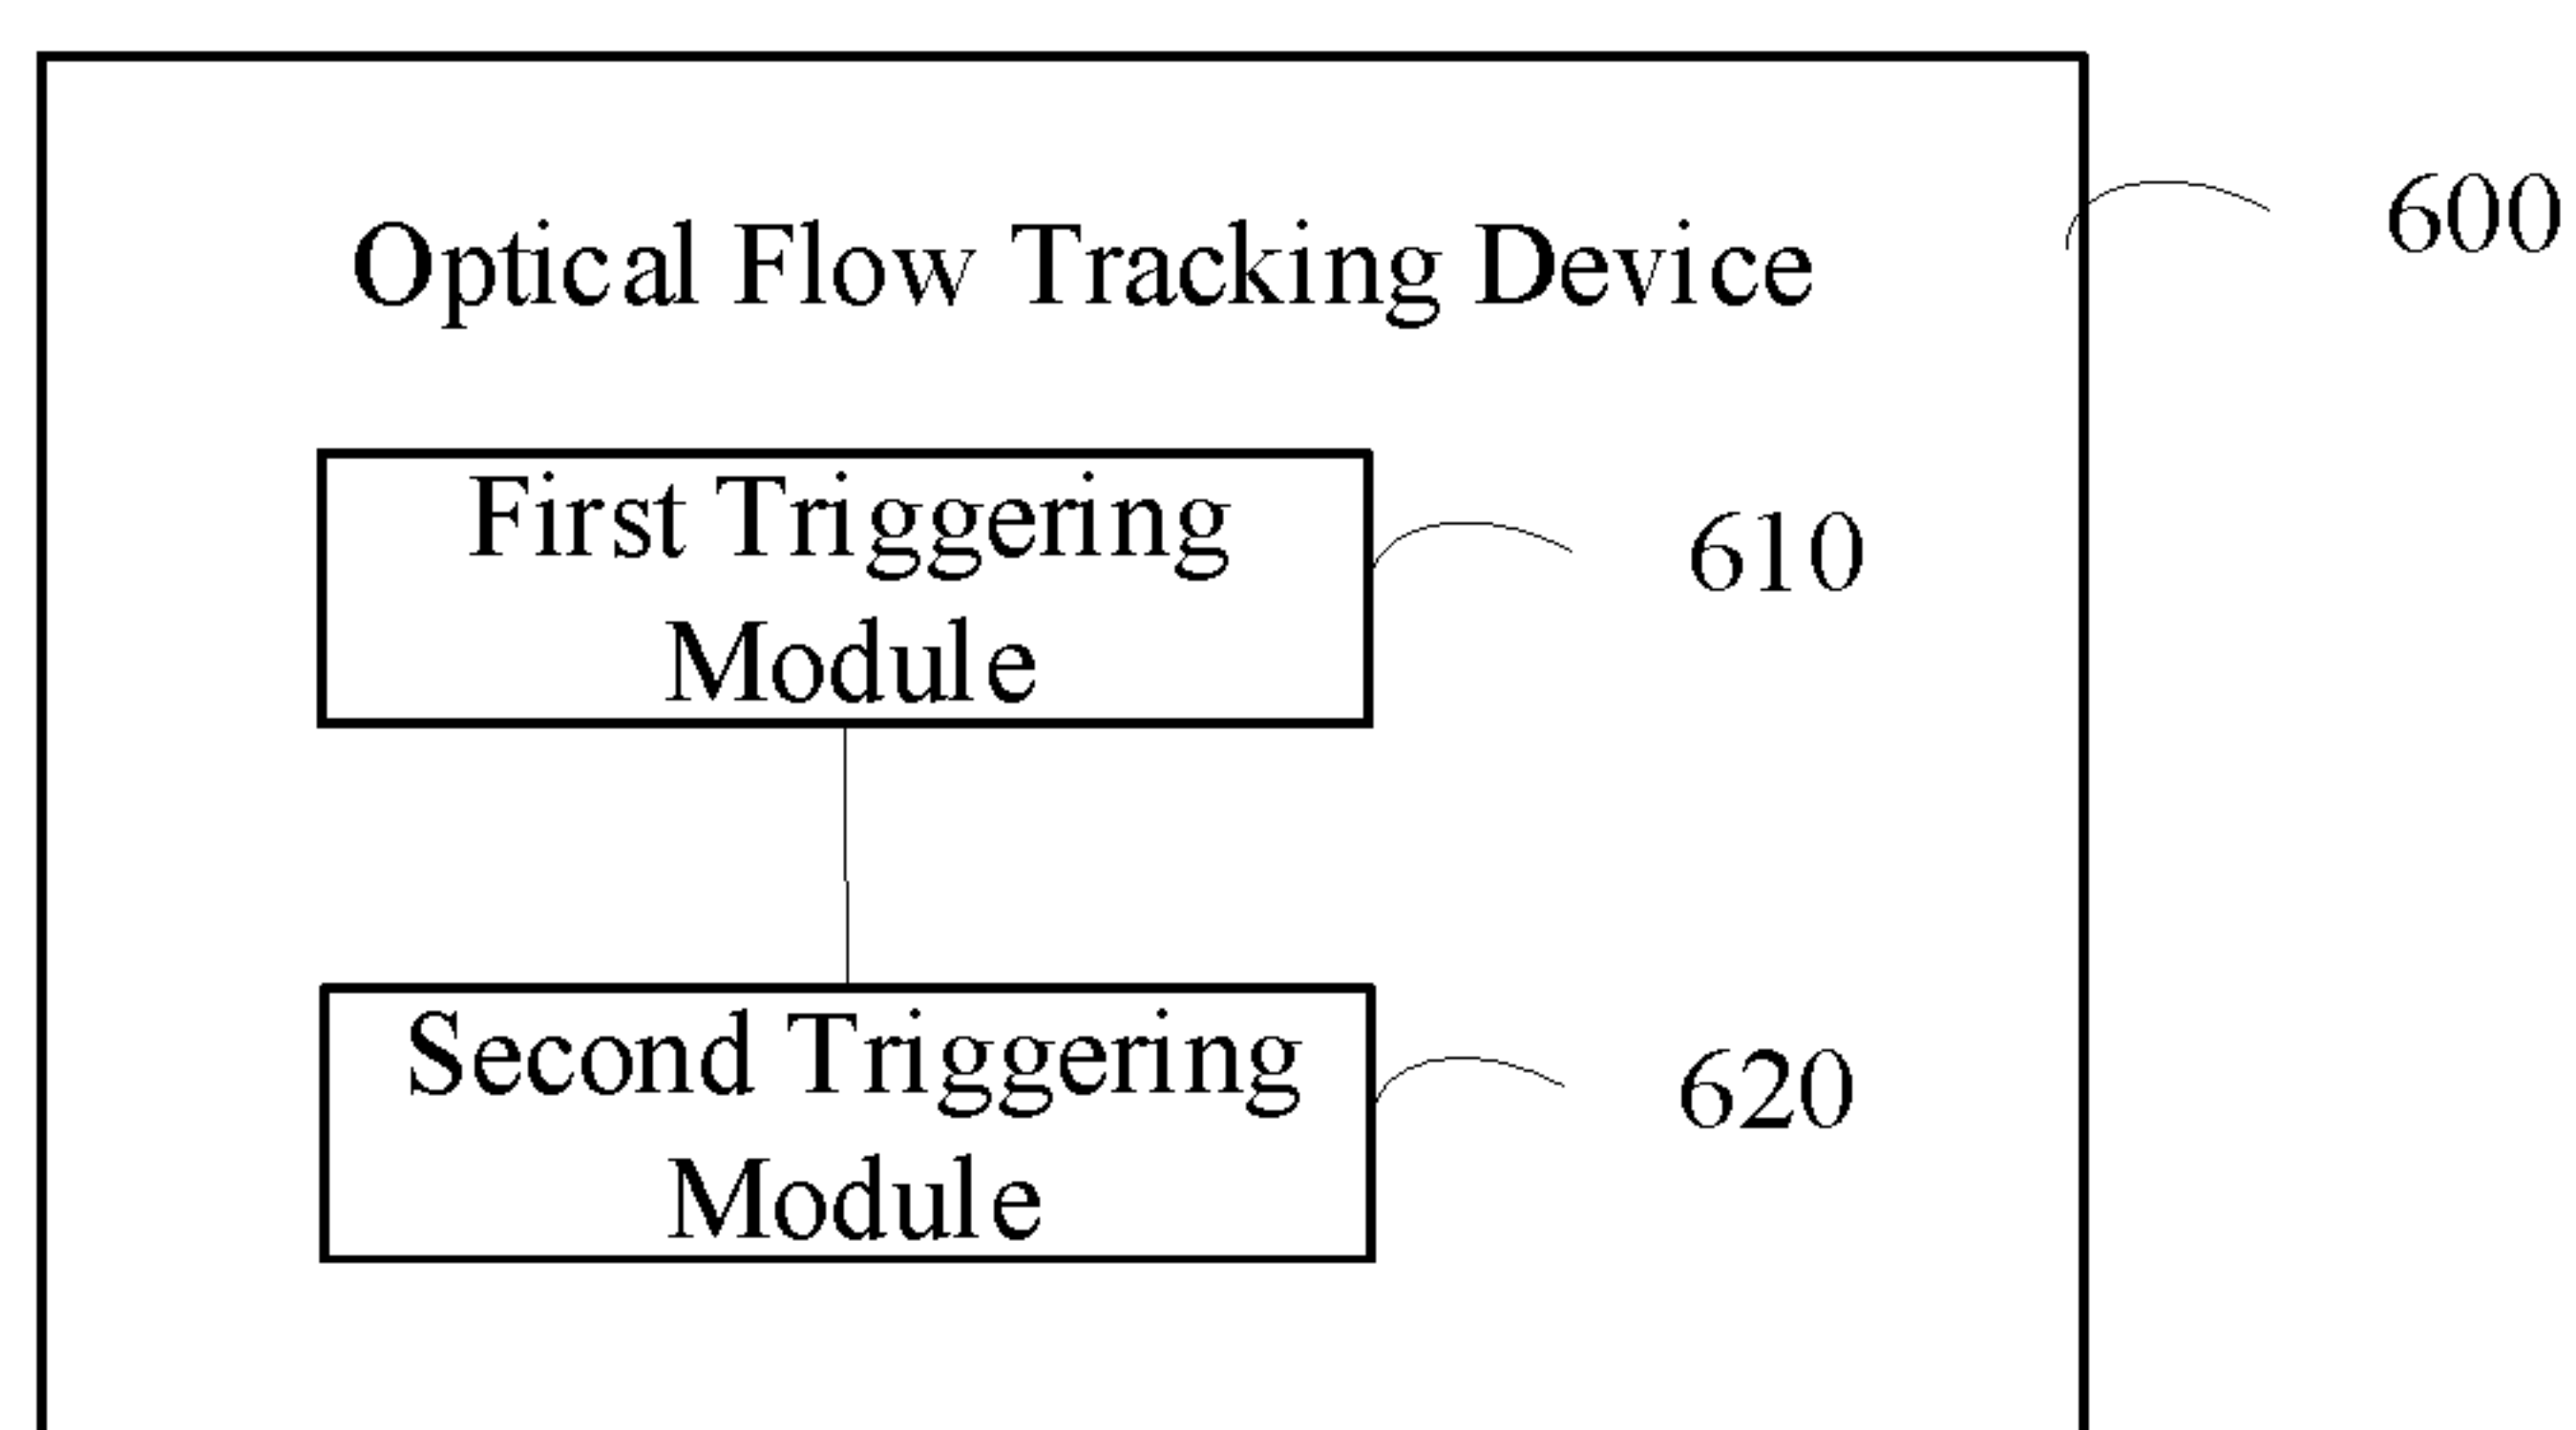 Optical Flow Tracking Device
600
First Triggering
Module
610
Second Triggering
Module
620